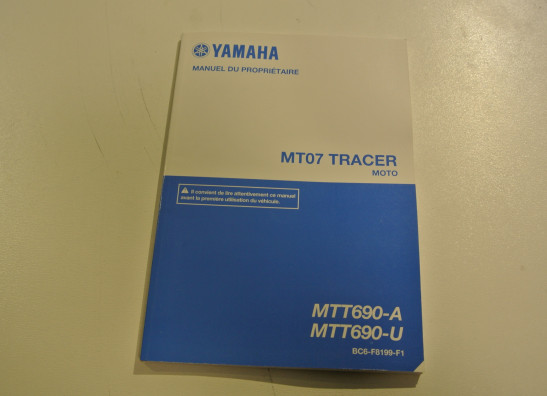 YAMAHA
MANUEL DU PROPRIETAIRE
MT07 TRACER
MOTO
Il convient de lire attentivement ce manuel
avant la première utilisation du véhicule.
MTT690-A
MTT690-U
BC6-F8199-F1